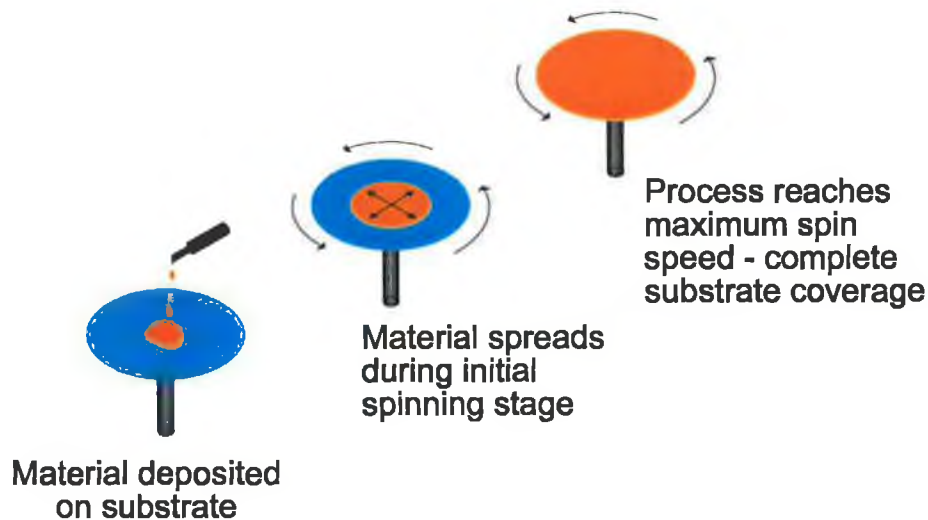 Material deposited
on substrate
Material spreads
during initial
spinning stage
Process reaches
maximum spin
speed - complete
substrate coverage